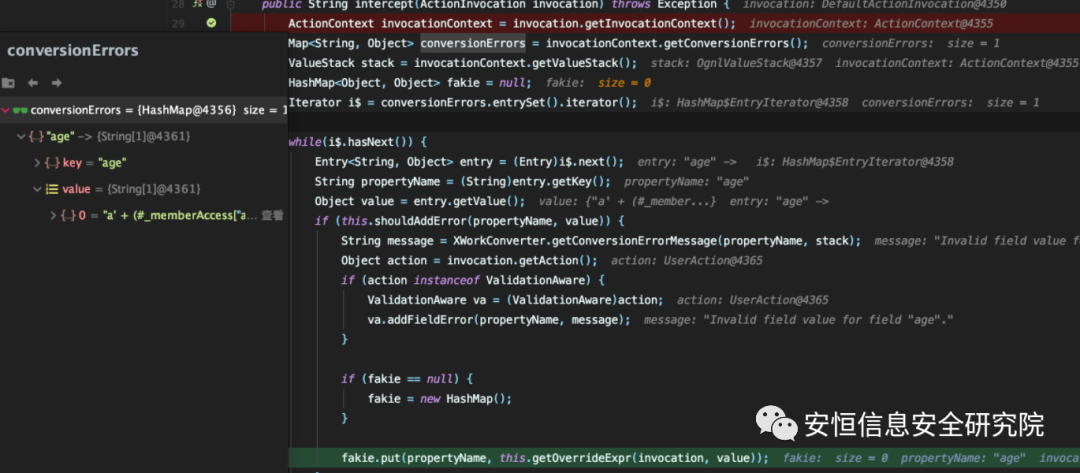 conversionErrors
conversionErrors = {HashMap@4356} size = 1
"age" -> {String[1]@4361}
key = "age"
value = {String[1]@4361}
0 = "a' + (#_memberAccess["a... 查看
28 @ public String intercept(ActionInvocation invocation) throws Exception { invocation: DefaultActionInvocation@4350
29 ActionContext invocationContext = invocation.getInvocationContext(); invocationContext: ActionContext@4355
Map<String, Object> conversionErrors = invocationContext.getConversionErrors(); conversionErrors: size = 1
ValueStack stack = invocationContext.getValueStack(); stack: OgnlValueStack@4357 invocationContext: ActionContext@4355
HashMap<Object, Object> fakie = null; fakie: size = 0
Iterator i$ = conversionErrors.entrySet().iterator(); i$: HashMap$EntryIterator@4358 conversionErrors: size = 1
while(i$.hasNext()) {
Entry<String, Object> entry = (Entry)i$.next(); entry: "age" -> i$: HashMap$EntryIterator@4358
String propertyName = (String)entry.getKey(); propertyName: "age"
Object value = entry.getValue(); value: {"a' + (#_member...} entry: "age" ->
if (this.shouldAddError(propertyName, value)) {
String message = XWorkConverter.getConversionErrorMessage(propertyName, stack); message: "Invalid field value f
Object action = invocation.getAction(); action: UserAction@4365
if (action instanceof ValidationAware) {
ValidationAware va = (ValidationAware)action; action: UserAction@4365
va.addFieldError(propertyName, message); message: "Invalid field value for field "age"."
}
if (fakie == null) {
fakie = new HashMap();
}
安恒信息安全研究院
fakie.put(propertyName, this.getOverrideExpr(invocation, value)); fakie: size = 0 propertyName: "age" invoca